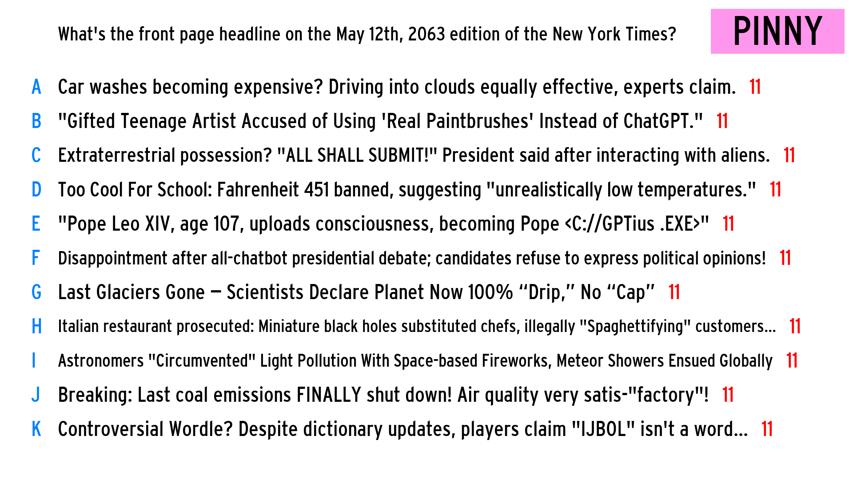 What's the front page headline on the May 12th, 2063 edition of the New York Times?
PINNY
A Car washes becoming expensive? Driving into clouds equally effective, experts claim. 11
B "Gifted Teenage Artist Accused of Using 'Real Paintbrushes' Instead of ChatGPT." 11
C Extraterrestrial possession? "ALL SHALL SUBMIT!" President said after interacting with aliens. 11
D Too Cool For School: Fahrenheit 451 banned, suggesting "unrealistically low temperatures." 11
E "Pope Leo XIV, age 107, uploads consciousness, becoming Pope <C://GPTius .EXE>" 11
F Disappointment after all-chatbot presidential debate; candidates refuse to express political opinions! 11
G Last Glaciers Gone – Scientists Declare Planet Now 100% “Drip,” No “Cap” 11
H Italian restaurant prosecuted: Miniature black holes substituted chefs, illegally "Spaghettifying" customers... 11
I Astronomers "Circumvented" Light Pollution With Space-based Fireworks, Meteor Showers Ensued Globally 11
J Breaking: Last coal emissions FINALLY shut down! Air quality very satis-"factory"! 11
K Controversial Wordle? Despite dictionary updates, players claim "IJBOL" isn't a word... 11